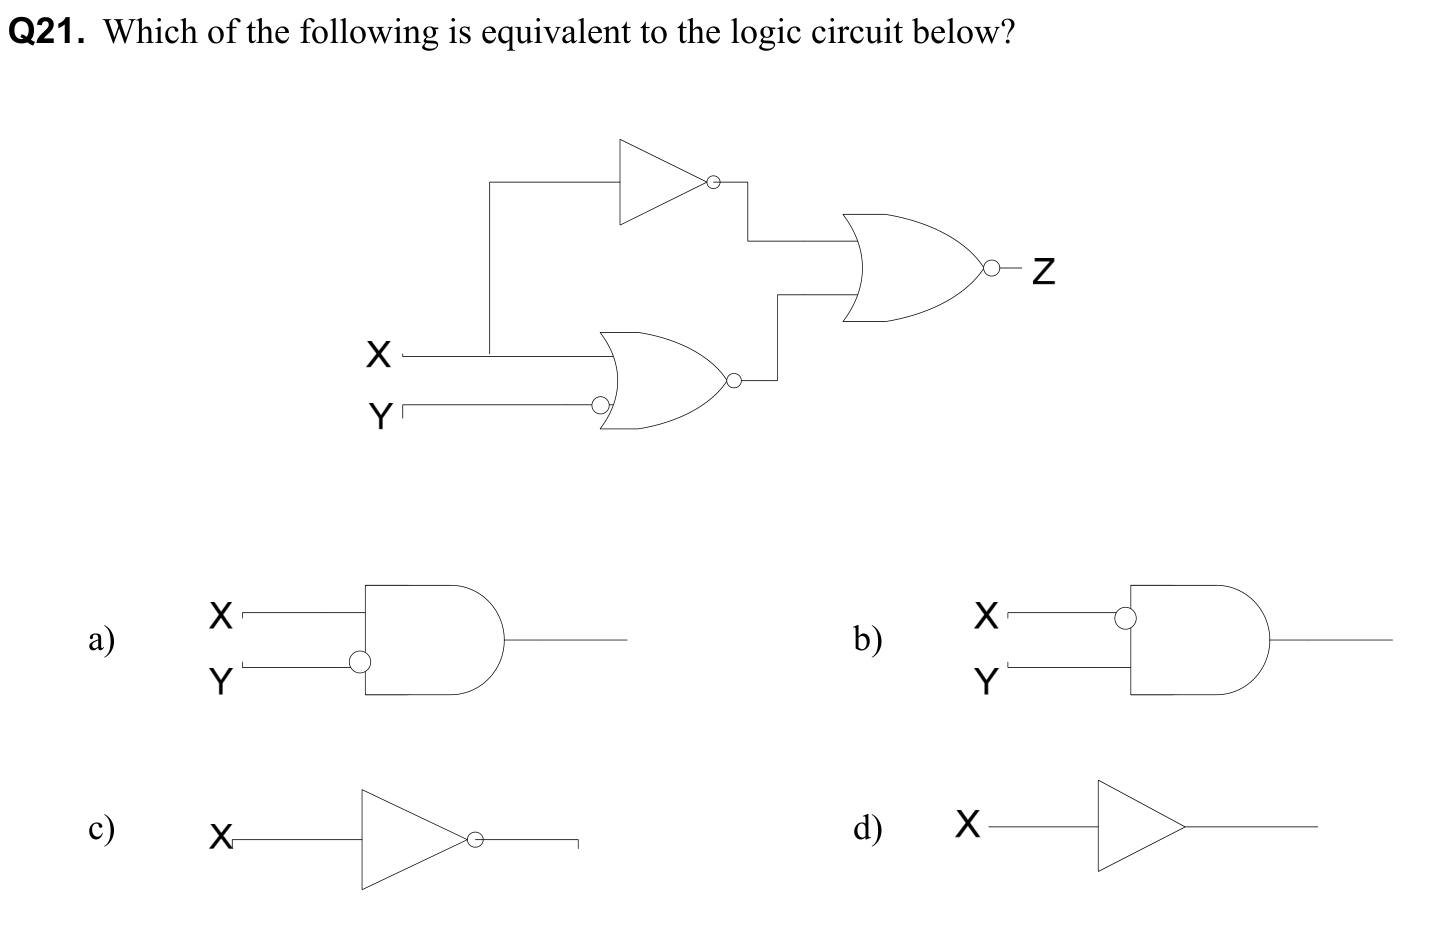 Q21. Which of the following is equivalent to the logic circuit below?
Z
X
Y
a) X Y
b) X Y
c) X
d) X